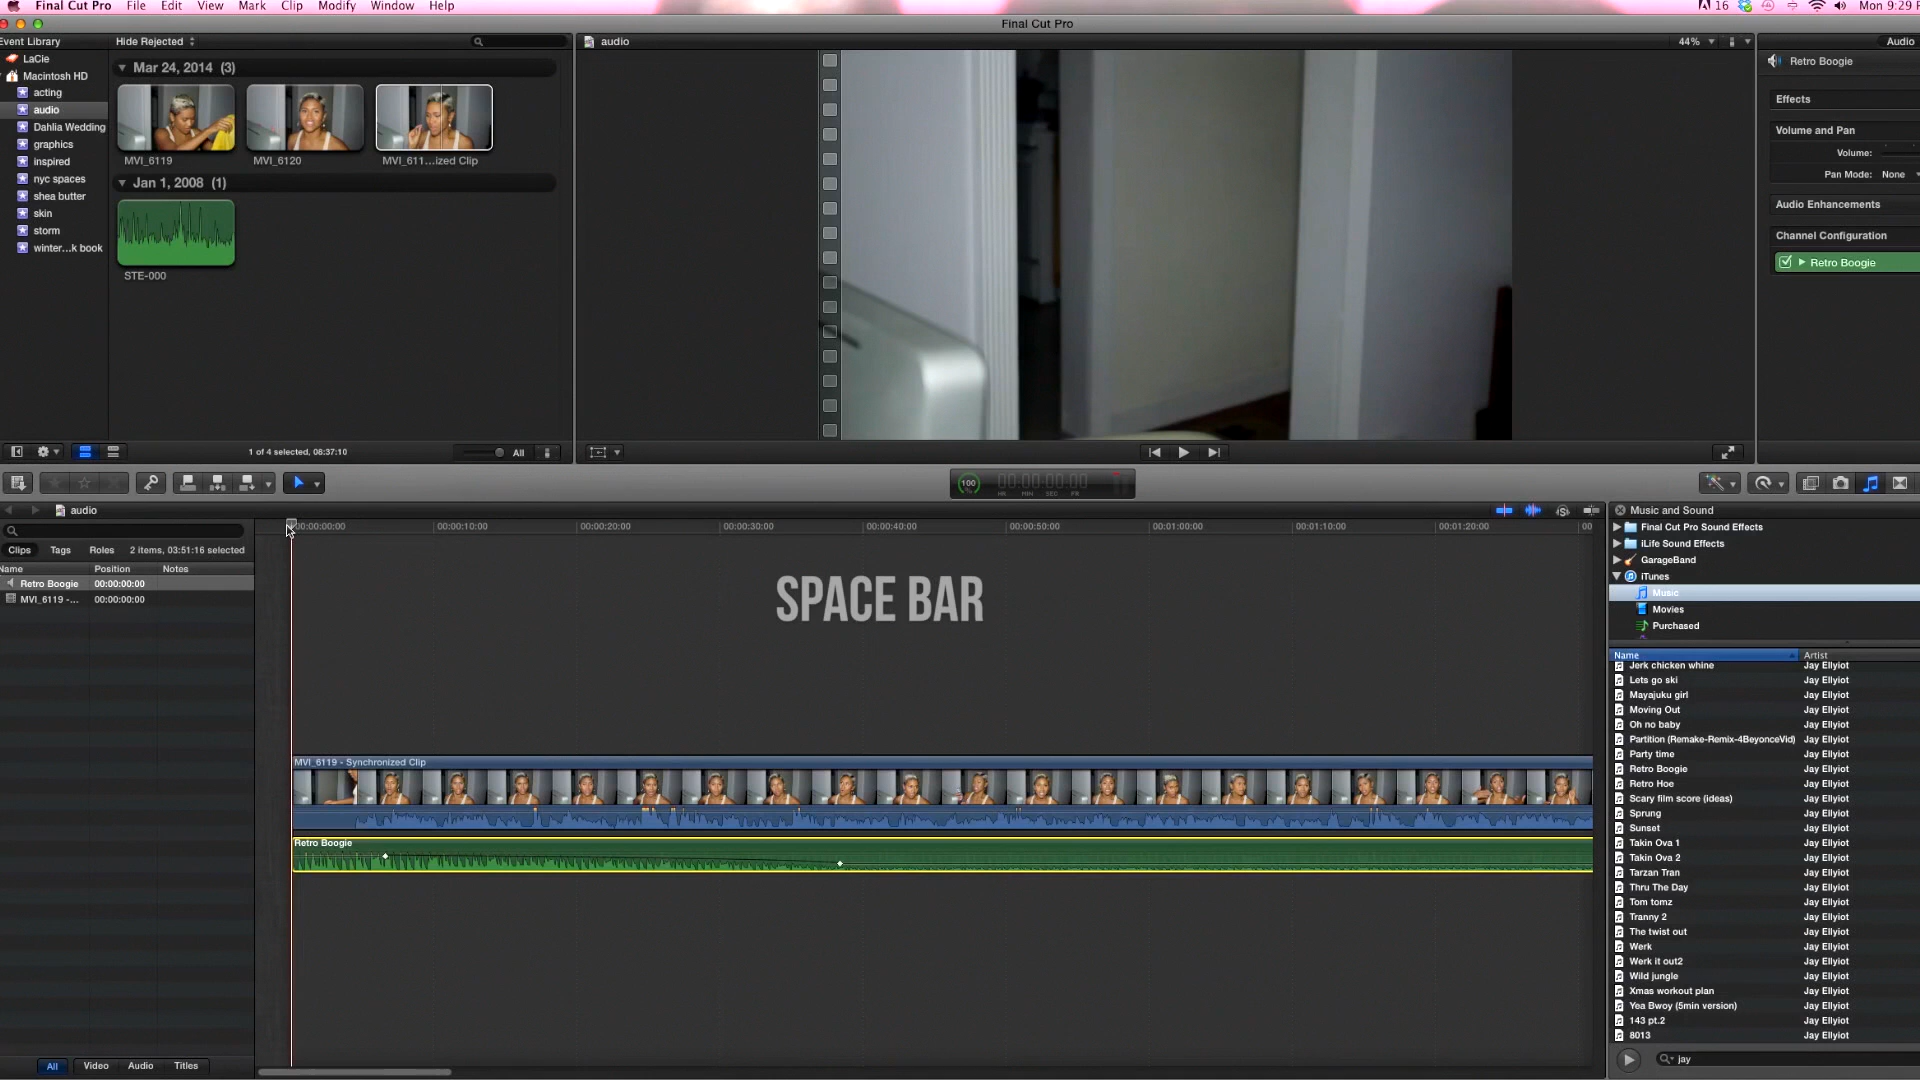 Final Cut Pro File Edit View Mark Clip Modify Window Help 16 Mon 9:29
Final Cut Pro
Event Library Hide Rejected audio 44% Audio
LaCie
Macintosh HD
acting
audio
Dahlia Wedding
graphics
inspired
nyc spaces
shea butter
skin
storm
winter...k book
Mar 24, 2014 (3)
MVI_6119 MVI_6120 MVI_611...ized Clip
Jan 1, 2008 (1)
STE-000
Retro Boogie
Effects
Volume and Pan
Volume:
Pan Mode: None
Audio Enhancements
Channel Configuration
Retro Boogie
1 of 4 selected, 08:37:10 All
100 00:00:00:00
HR MIN SEC FR
audio
Clips Tags Roles 2 items, 03:51:16 selected
Name Position Notes
Retro Boogie 00:00:00:00
MVI_6119 -... 00:00:00:00
00:00:00:00 00:00:10:00 00:00:20:00 00:00:30:00 00:00:40:00 00:00:50:00 00:01:00:00 00:01:10:00 00:01:20:00 00
SPACE BAR
MVI_6119 - Synchronized Clip
Retro Boogie
All Video Audio Titles
Music and Sound
Final Cut Pro Sound Effects
iLife Sound Effects
GarageBand
iTunes
Music
Movies
Purchased
Name Artist
Jerk chicken whine Jay Ellyiot
Lets go ski Jay Ellyiot
Mayajuku girl Jay Ellyiot
Moving Out Jay Ellyiot
Oh no baby Jay Ellyiot
Partition (Remake-Remix-4BeyonceVid) Jay Ellyiot
Party time Jay Ellyiot
Retro Boogie Jay Ellyiot
Retro Hoe Jay Ellyiot
Scary film score (ideas) Jay Ellyiot
Sprung Jay Ellyiot
Sunset Jay Ellyiot
Takin Ova 1 Jay Ellyiot
Takin Ova 2 Jay Ellyiot
Tarzan Tran Jay Ellyiot
Thru The Day Jay Ellyiot
Tom tomz Jay Ellyiot
Tranny 2 Jay Ellyiot
The twist out Jay Ellyiot
Werk Jay Ellyiot
Werk it out2 Jay Ellyiot
Wild jungle Jay Ellyiot
Xmas workout plan Jay Ellyiot
Yea Bwoy (5min version) Jay Ellyiot
143 pt.2 Jay Ellyiot
8013 Jay Ellyiot
jay